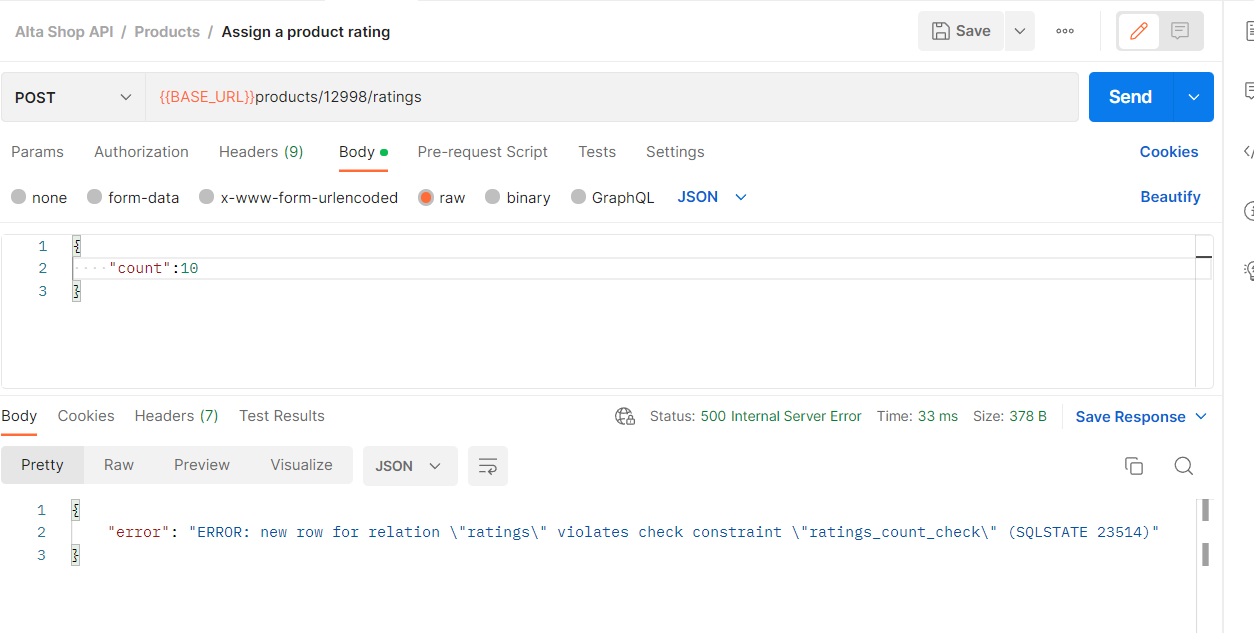 Alta Shop API / Products / Assign a product rating
Save
POST
{{BASE_URL}}products/12998/ratings
Send
Params Authorization Headers (9) Body Pre-request Script Tests Settings Cookies
none form-data x-www-form-urlencoded raw binary GraphQL JSON Beautify
1 {
2 ····"count":10
3 }
Body Cookies Headers (7) Test Results Status: 500 Internal Server Error Time: 33 ms Size: 378 B Save Response
Pretty Raw Preview Visualize JSON
1 {
2 "error": "ERROR: new row for relation \"ratings\" violates check constraint \"ratings_count_check\" (SQLSTATE 23514)"
3 }